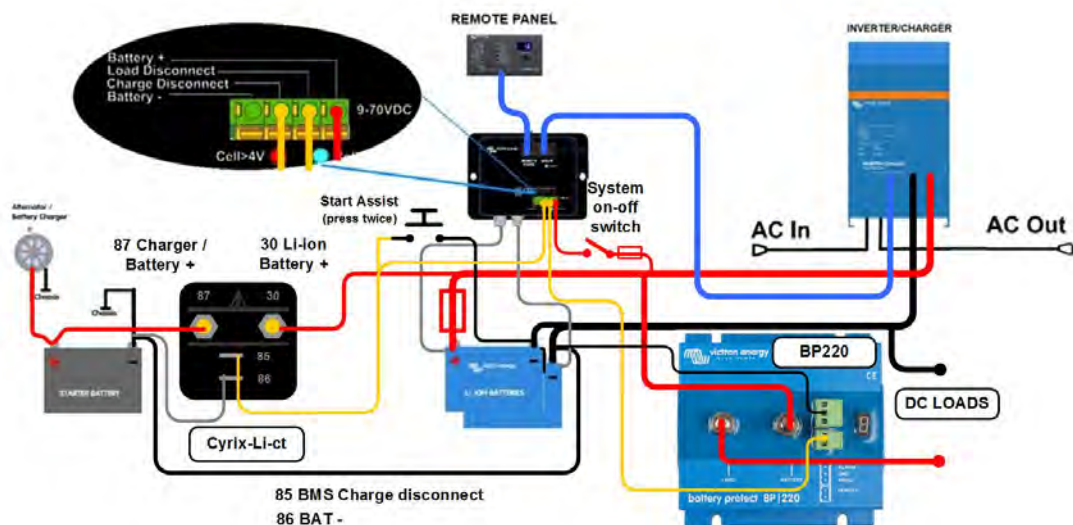 REMOTE PANEL
INVERTER/CHARGER
Battery +
Load Disconnect
Charge Disconnect
Battery -
9-70VDC
Cell>4V
Alternator /
Battery Charger
Start Assist
(press twice)
System
on-off
switch
AC In
AC Out
87 Charger /
Battery +
30 Li-ion
Battery +
Chassis
Chassis
87
30
85
86
STARTER BATTERY
LI-ION BATTERIES
Cyrix-Li-ct
victron energy
BP220
CE
DC LOADS
battery protect BP|220
85 BMS Charge disconnect
86 BAT -